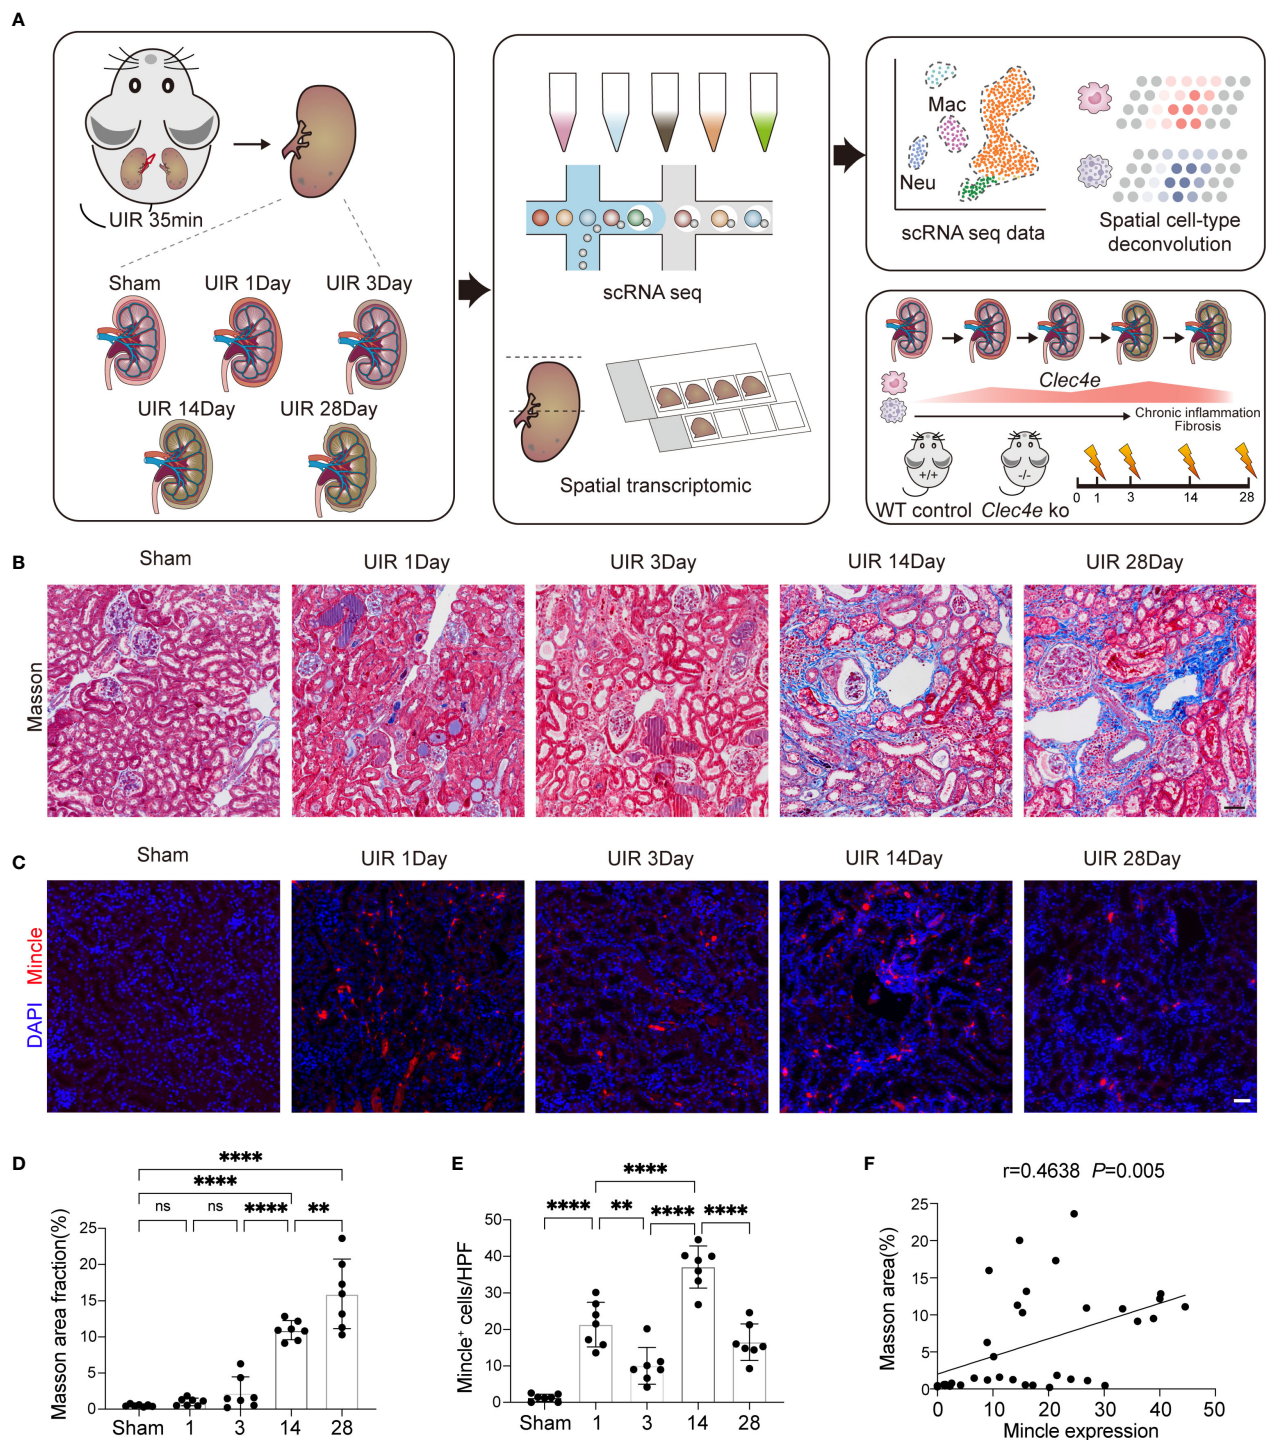 A
UIR 35min
Sham
UIR 1Day
UIR 3Day
UIR 14Day
UIR 28Day
scRNA seq
Spatial transcriptomic
Mac
Neu
scRNA seq data
Spatial cell-type
deconvolution
Clec4e
Chronic inflammation
Fibrosis
+/+
-/-
WT control
Clec4e ko
0 1 3 14 28
B
Sham
UIR 1Day
UIR 3Day
UIR 14Day
UIR 28Day
Masson
C
Sham
UIR 1Day
UIR 3Day
UIR 14Day
UIR 28Day
DAPI Mincle
D
****
****
ns
ns
****
**
Masson area fraction(%)
25
20
15
10
5
0
Sham 1 3 14 28
E
****
****
**
****
****
Mincle⁺ cells/HPF
50
40
30
20
10
0
Sham 1 3 14 28
F
r=0.4638 P=0.005
Masson area(%)
25
20
15
10
5
0
0 10 20 30 40 50
Mincle expression